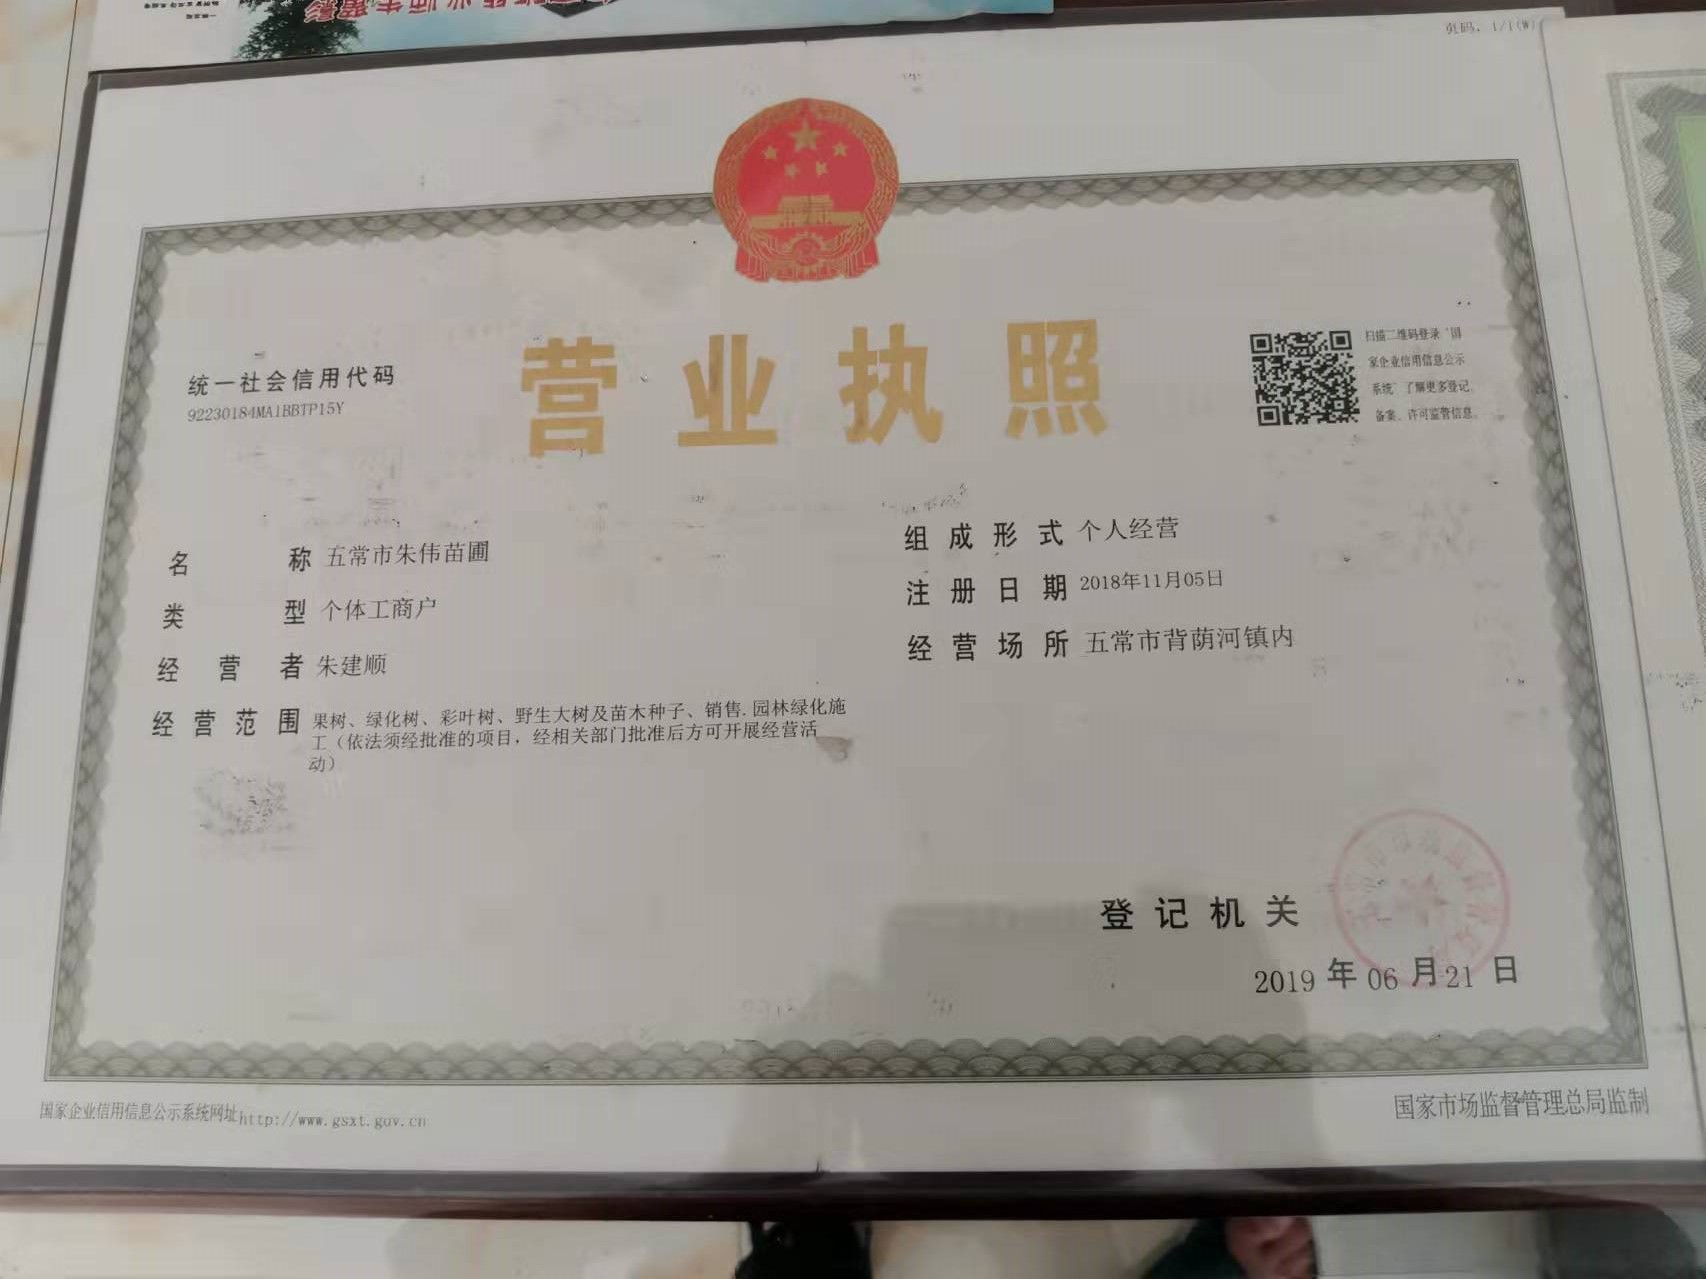 页码：1/1(W)
营业执照
统一社会信用代码
92230184MA1BBTP15Y
扫描二维码登录“国
家企业信用信息公示
系统”了解更多登记、
备案、许可监管信息。
名称 五常市朱伟苗圃
类型 个体工商户
经营者 朱建顺
经营范围 果树、绿化树、彩叶树、野生大树及苗木种子、销售.园林绿化施
工（依法须经批准的项目，经相关部门批准后方可开展经营活
动）
组成形式 个人经营
注册日期 2018年11月05日
经营场所 五常市背荫河镇内
登记机关
2019 年 06 月 21 日
国家企业信用信息公示系统网址http://www.gsxt.gov.cn
国家市场监督管理总局监制